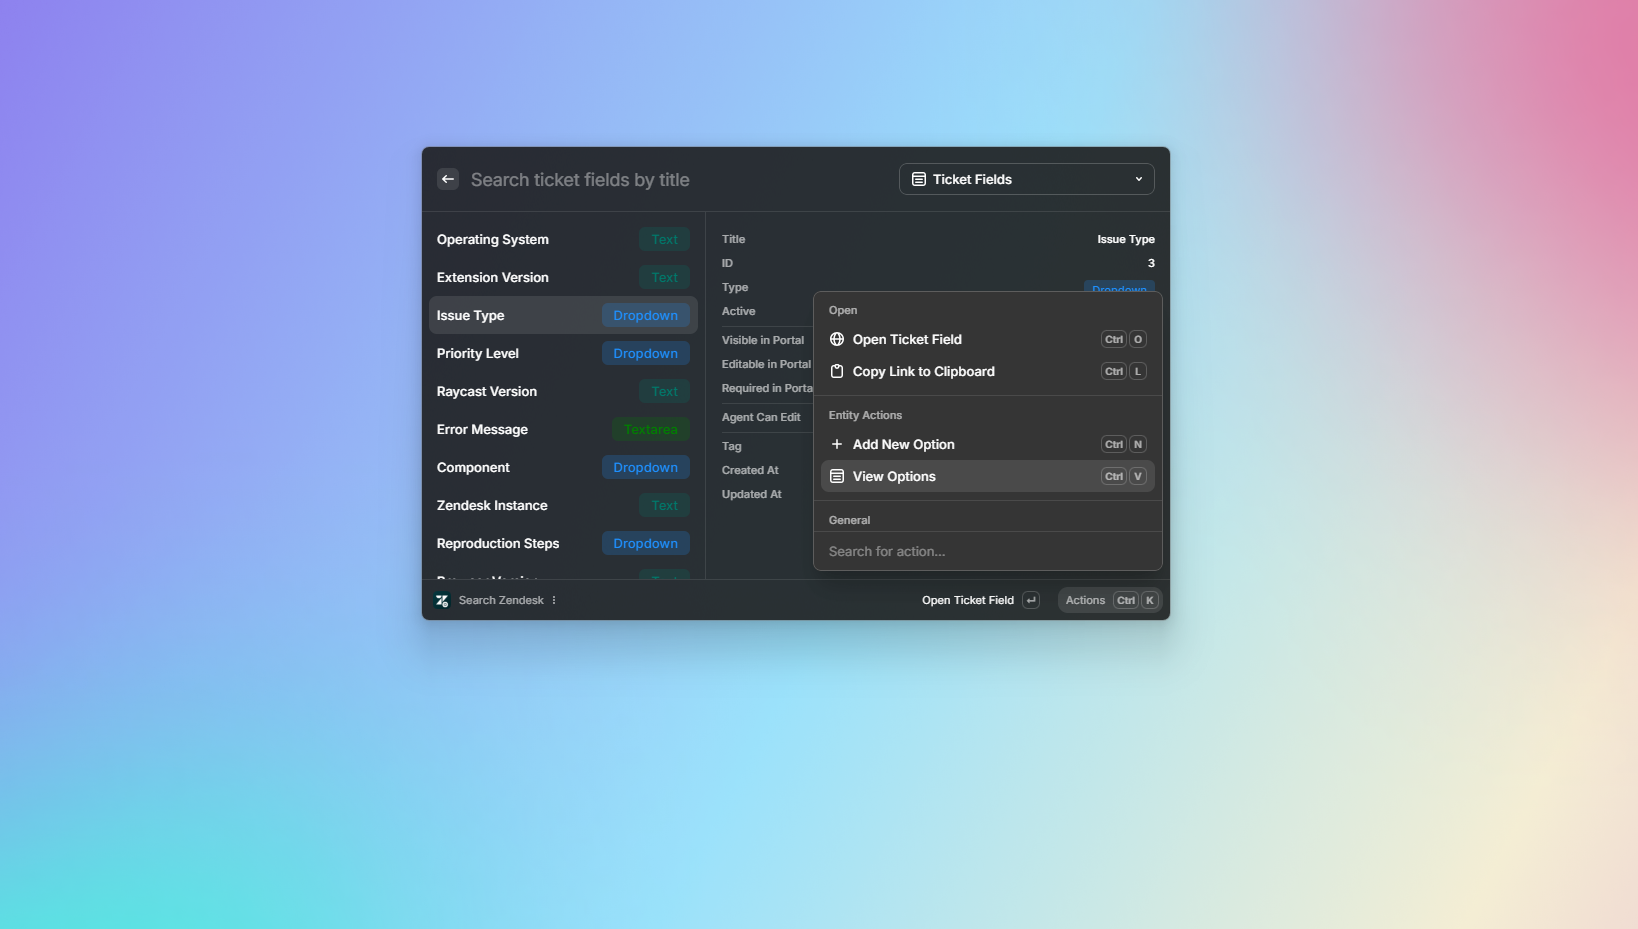 Search ticket fields by title
Ticket Fields
Operating System Text
Extension Version Text
Issue Type Dropdown
Priority Level Dropdown
Raycast Version Text
Error Message Textarea
Component Dropdown
Zendesk Instance Text
Reproduction Steps Dropdown
Title Issue Type
ID 3
Type Dropdown
Active
Visible in Portal
Editable in Portal
Required in Porta
Agent Can Edit
Tag
Created At
Updated At
Open
Open Ticket Field Ctrl O
Copy Link to Clipboard Ctrl L
Entity Actions
Add New Option Ctrl N
View Options Ctrl V
General
Search for action...
Search Zendesk
Open Ticket Field
Actions Ctrl K